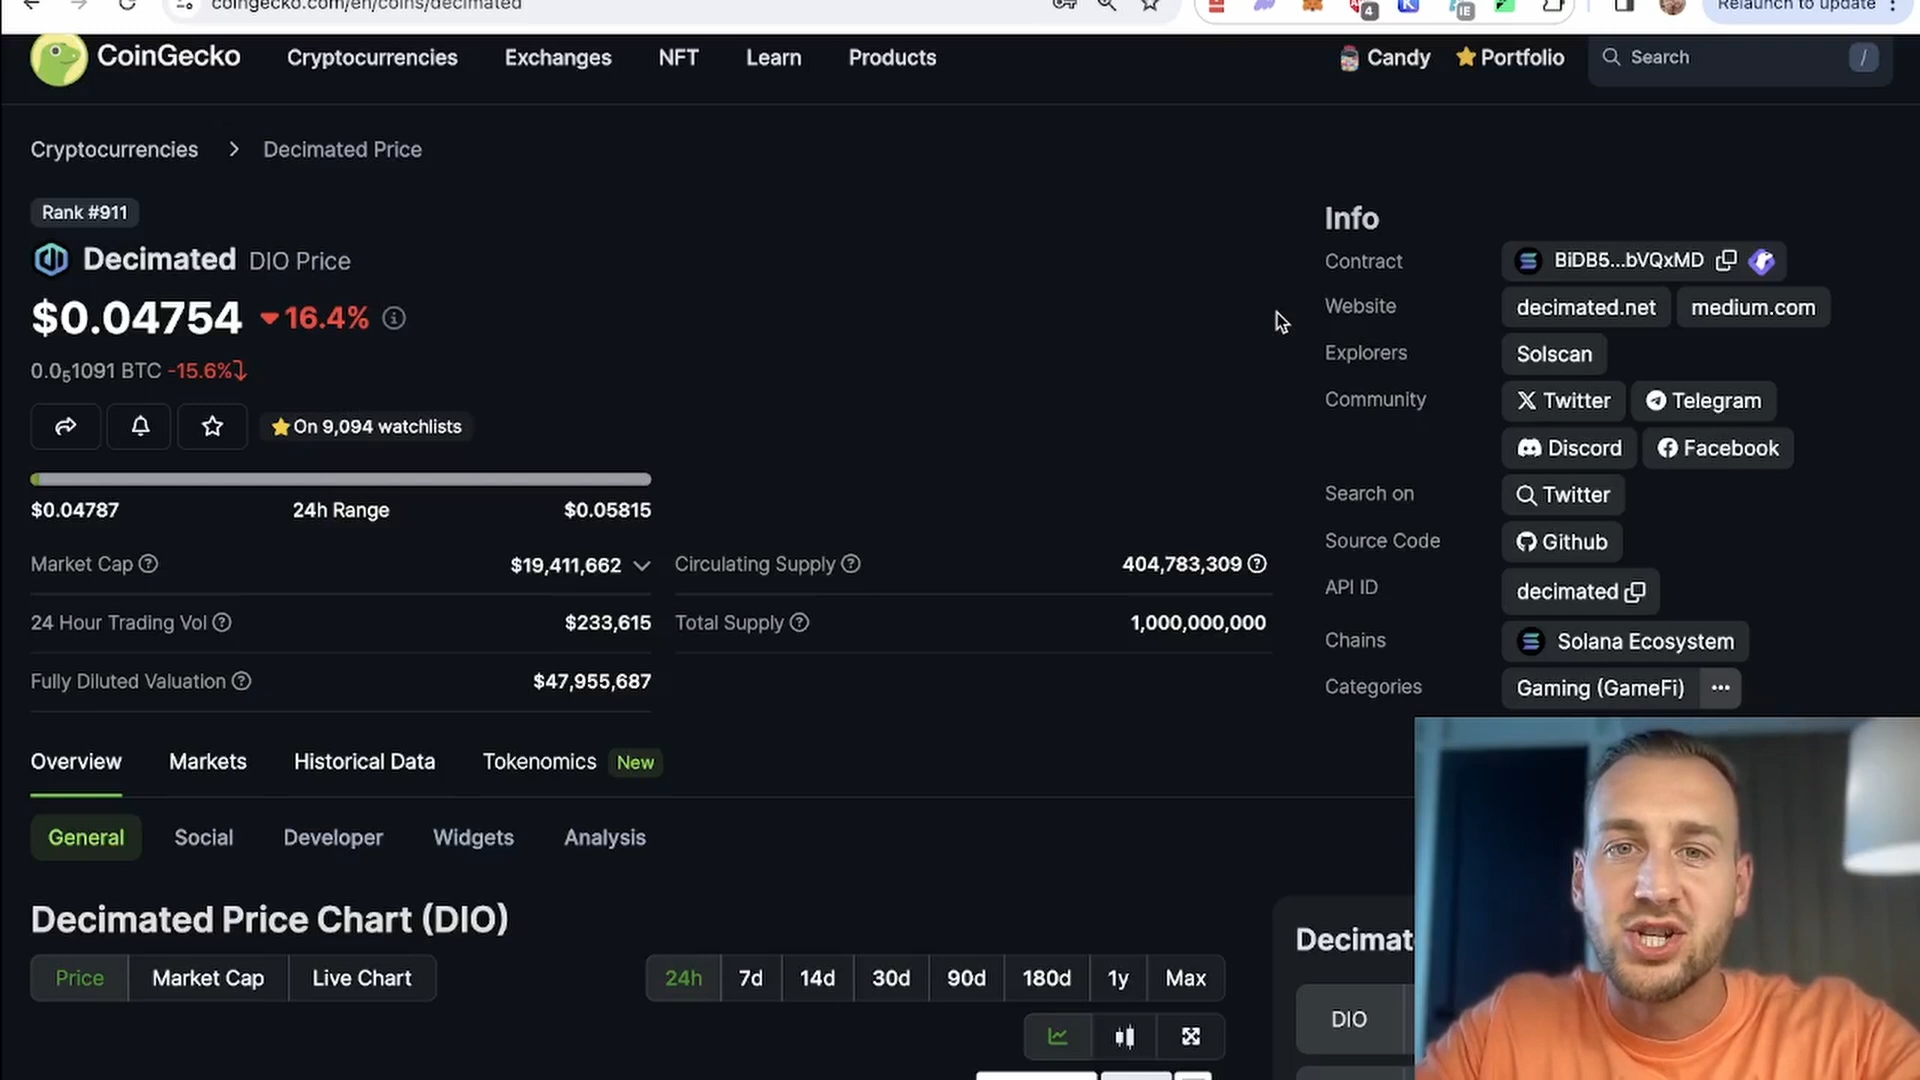 coingecko.com/en/coins/decimated
4
IE
Relaunch to update
CoinGecko
Cryptocurrencies
Exchanges
NFT
Learn
Products
Candy
Portfolio
Search
/
Cryptocurrencies > Decimated Price
Rank #911
Decimated DIO Price
$0.04754 16.4%
0.0₅1091 BTC -15.6%
On 9,094 watchlists
$0.04787 24h Range $0.05815
Market Cap $19,411,662
Circulating Supply 404,783,309
24 Hour Trading Vol $233,615
Total Supply 1,000,000,000
Fully Diluted Valuation $47,955,687
Info
Contract BiDB5...bVQxMD
Website decimated.net medium.com
Explorers Solscan
Community Twitter Telegram
Discord Facebook
Search on Twitter
Source Code Github
API ID decimated
Chains Solana Ecosystem
Categories Gaming (GameFi) ...
Overview Markets Historical Data Tokenomics New
General Social Developer Widgets Analysis
Decimated Price Chart (DIO)
Price Market Cap Live Chart
24h 7d 14d 30d 90d 180d 1y Max
Decimat
DIO